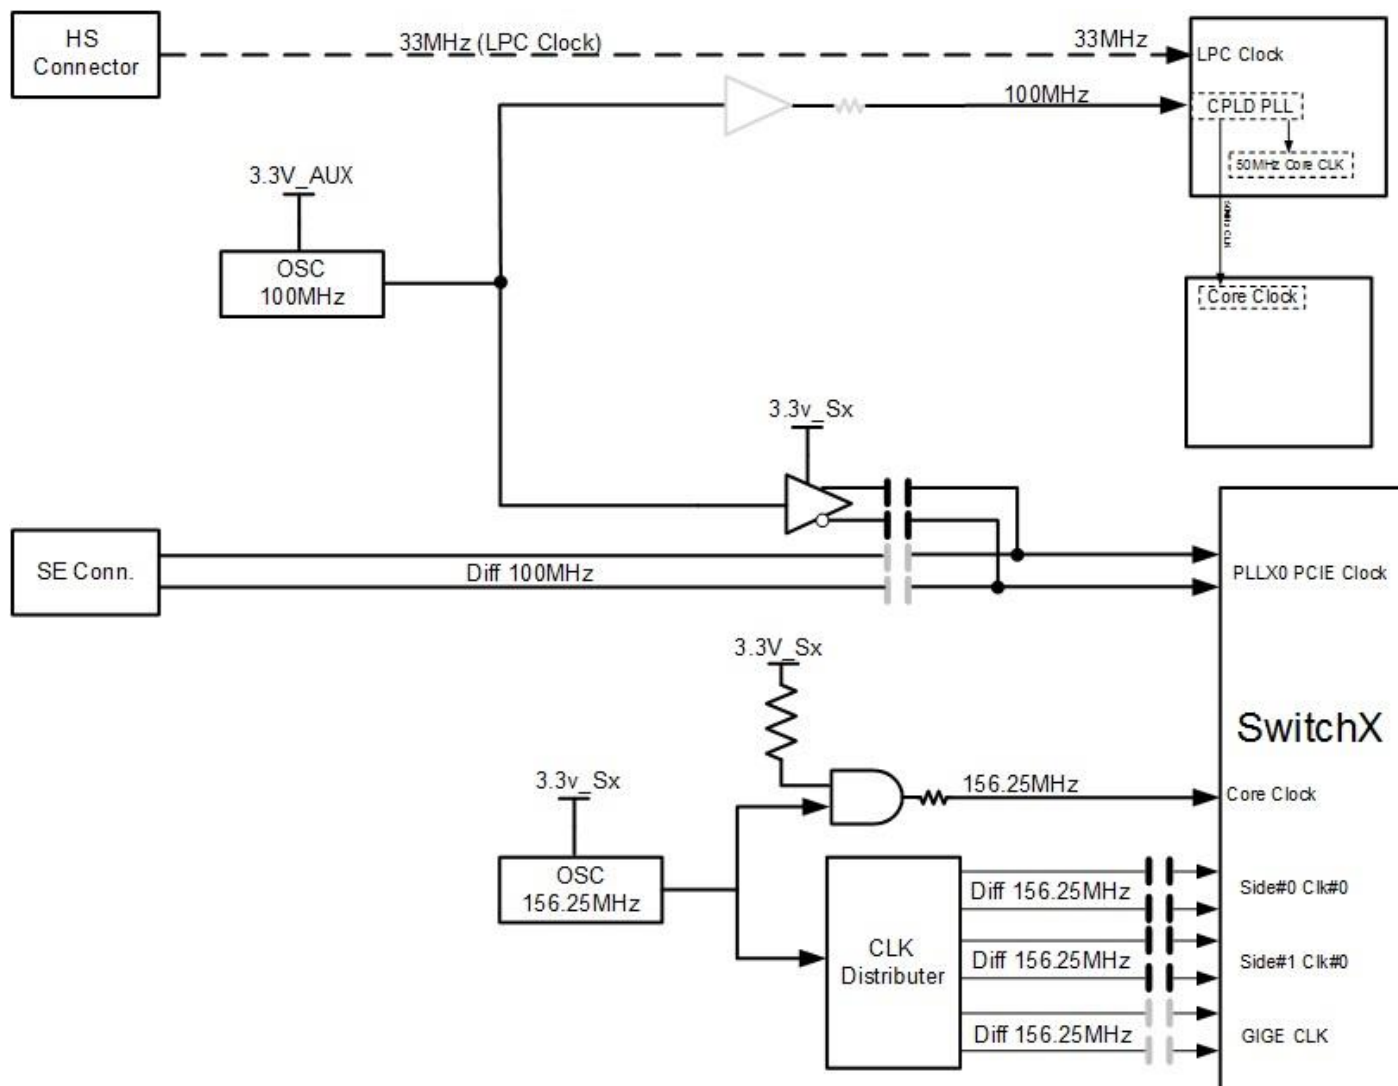 HS
Connector
33MHz (LPC Clock)
33MHz
LPC Clock
100MHz
CPLD PLL
50MHz Core CLK
3.3V_AUX
OSC
100MHz
Core Clock
3.3v_Sx
SE Conn.
Diff 100MHz
PLLX0 PCIE Clock
3.3V_Sx
SwitchX
3.3v_Sx
156.25MHz
Core Clock
OSC
156.25MHz
CLK
Distributer
Diff 156.25MHz
Side#0 Clk#0
Diff 156.25MHz
Side#1 Clk#0
Diff 156.25MHz
GIGE CLK